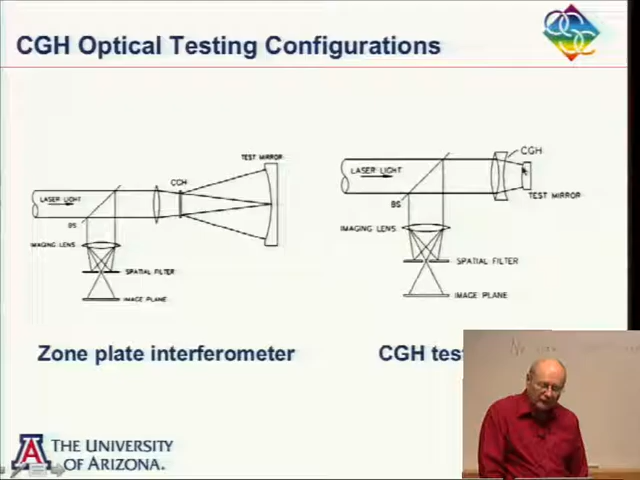 CGH Optical Testing Configurations
TEST MIRROR
CGH
LASER LIGHT
BS
IMAGING LENS
SPATIAL FILTER
IMAGE PLANE
Zone plate interferometer
CGH
LASER LIGHT
TEST MIRROR
BS
IMAGING LENS
SPATIAL FILTER
IMAGE PLANE
CGH tes
THE UNIVERSITY
OF ARIZONA.